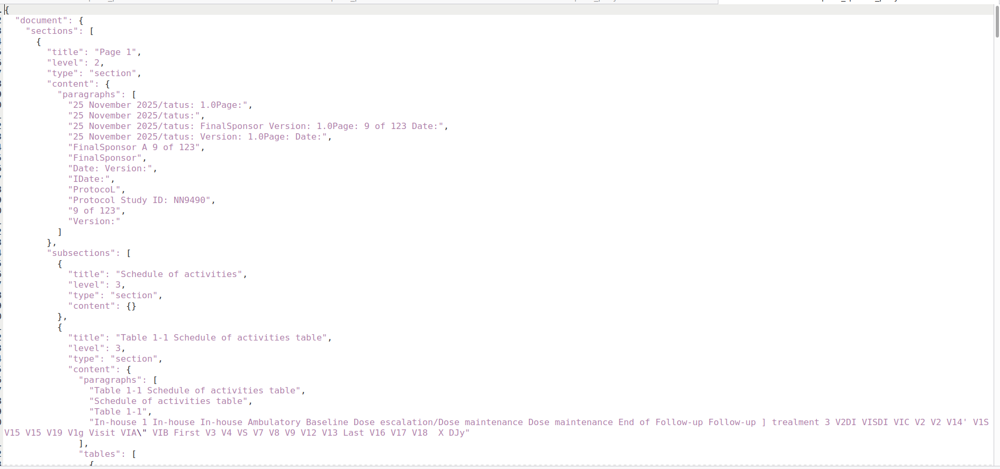 {
"document": {
"sections": [
{
"title": "Page 1",
"level": 2,
"type": "section",
"content": {
"paragraphs": [
"25 November 2025/tatus: 1.0Page:",
"25 November 2025/tatus:",
"25 November 2025/tatus: FinalSponsor Version: 1.0Page: 9 of 123 Date:",
"25 November 2025/tatus: Version: 1.0Page: Date:",
"FinalSponsor A 9 of 123",
"FinalSponsor",
"Date: Version:",
"IDate:",
"ProtocoL",
"Protocol Study ID: NN9490",
"9 of 123",
"Version:"
]
},
"subsections": [
{
"title": "Schedule of activities",
"level": 3,
"type": "section",
"content": {}
},
{
"title": "Table 1-1 Schedule of activities table",
"level": 3,
"type": "section",
"content": {
"paragraphs": [
"Table 1-1 Schedule of activities table",
"Schedule of activities table",
"Table 1-1",
"In-house 1 In-house In-house Ambulatory Baseline Dose escalation/Dose maintenance Dose maintenance End of Follow-up Follow-up ] trealment 3 V2DI VISDI VIC V2 V2 V14' V1S
V15 V15 V19 V1g Visit VIA\" VIB First V3 V4 VS V7 V8 V9 V12 V13 Last V16 V17 V18  X DJy"
],
"tables": [
{